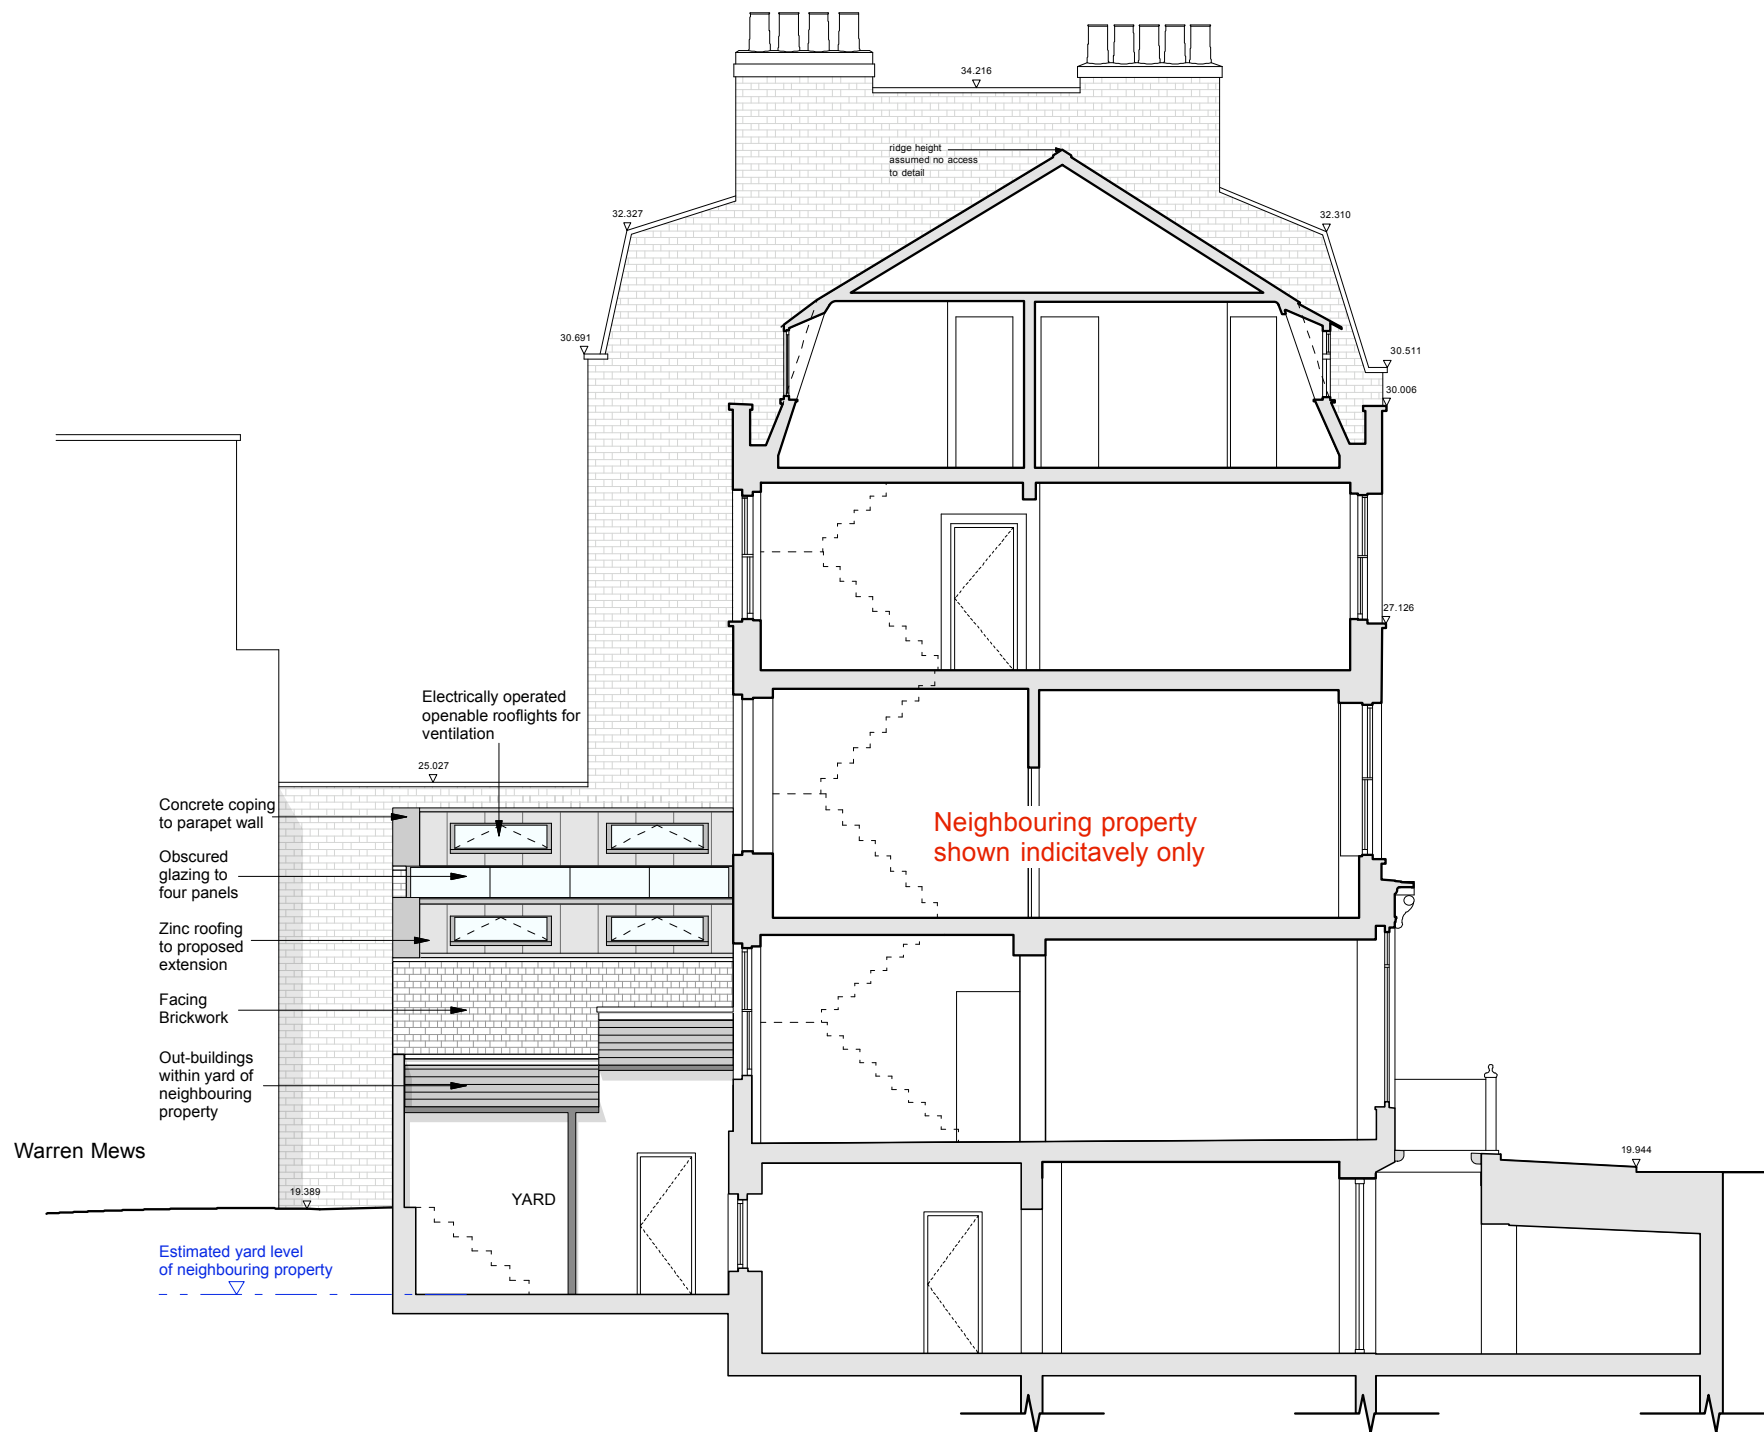 34.216
ridge height
assumed no access
to detail
32.327
32.310
30.691
30.511
30.006
27.126
Electrically operated
openable rooflights for
ventilation
25.027
Concrete coping
to parapet wall
Obscured
glazing to
four panels
Neighbouring property
shown indicitavely only
Zinc roofing
to proposed
extension
Facing
Brickwork
Out-buildings
within yard of
neighbouring
property
Warren Mews
19.944
19.389
YARD
Estimated yard level
of neighbouring property